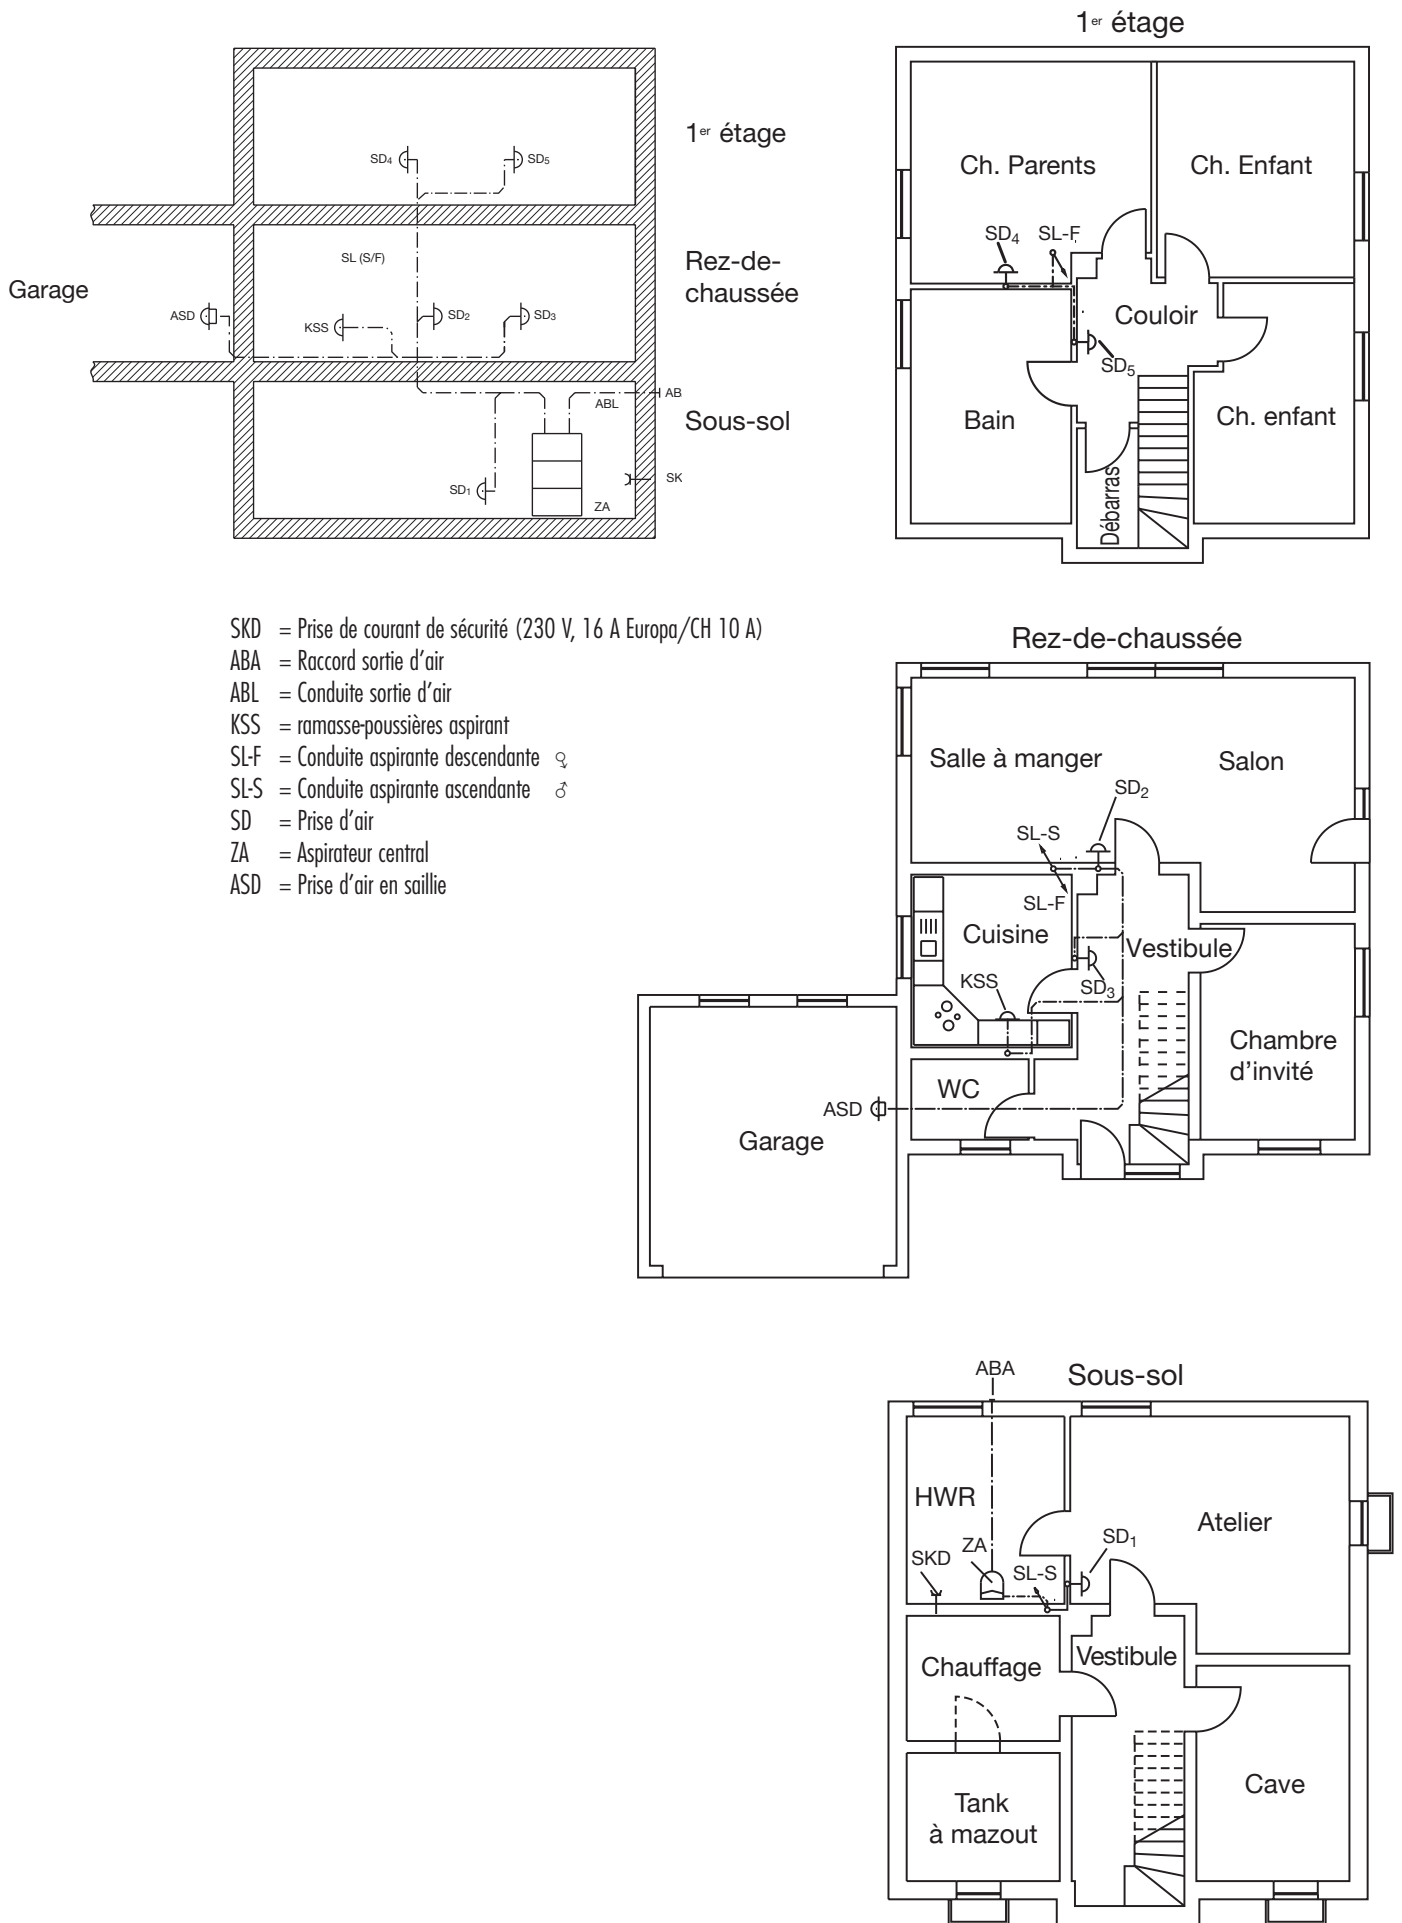 1er étage
SD4
SD5
SL (S/F)
Rez-de-
chaussée
Garage
ASD
KSS
SD2
SD3
ABL
AB
Sous-sol
SD1
SK
ZA
1er étage
Ch. Parents
Ch. Enfant
SD4
SL-F
Couloir
SD5
Bain
Ch. enfant
Débarras
SKD = Prise de courant de sécurité (230 V, 16 A Europa/CH 10 A)
ABA = Raccord sortie d’air
ABL = Conduite sortie d’air
KSS = ramasse-poussières aspirant
SL-F = Conduite aspirante descendante
SL-S = Conduite aspirante ascendante
SD = Prise d’air
ZA = Aspirateur central
ASD = Prise d’air en saillie
Rez-de-chaussée
Salle à manger
Salon
SD2
SL-S
SL-F
Cuisine
Vestibule
KSS
SD3
Chambre
d’invité
WC
ASD
Garage
ABA
Sous-sol
HWR
Atelier
SD1
ZA
SKD
SL-S
Chauffage
Vestibule
Cave
Tank
à mazout